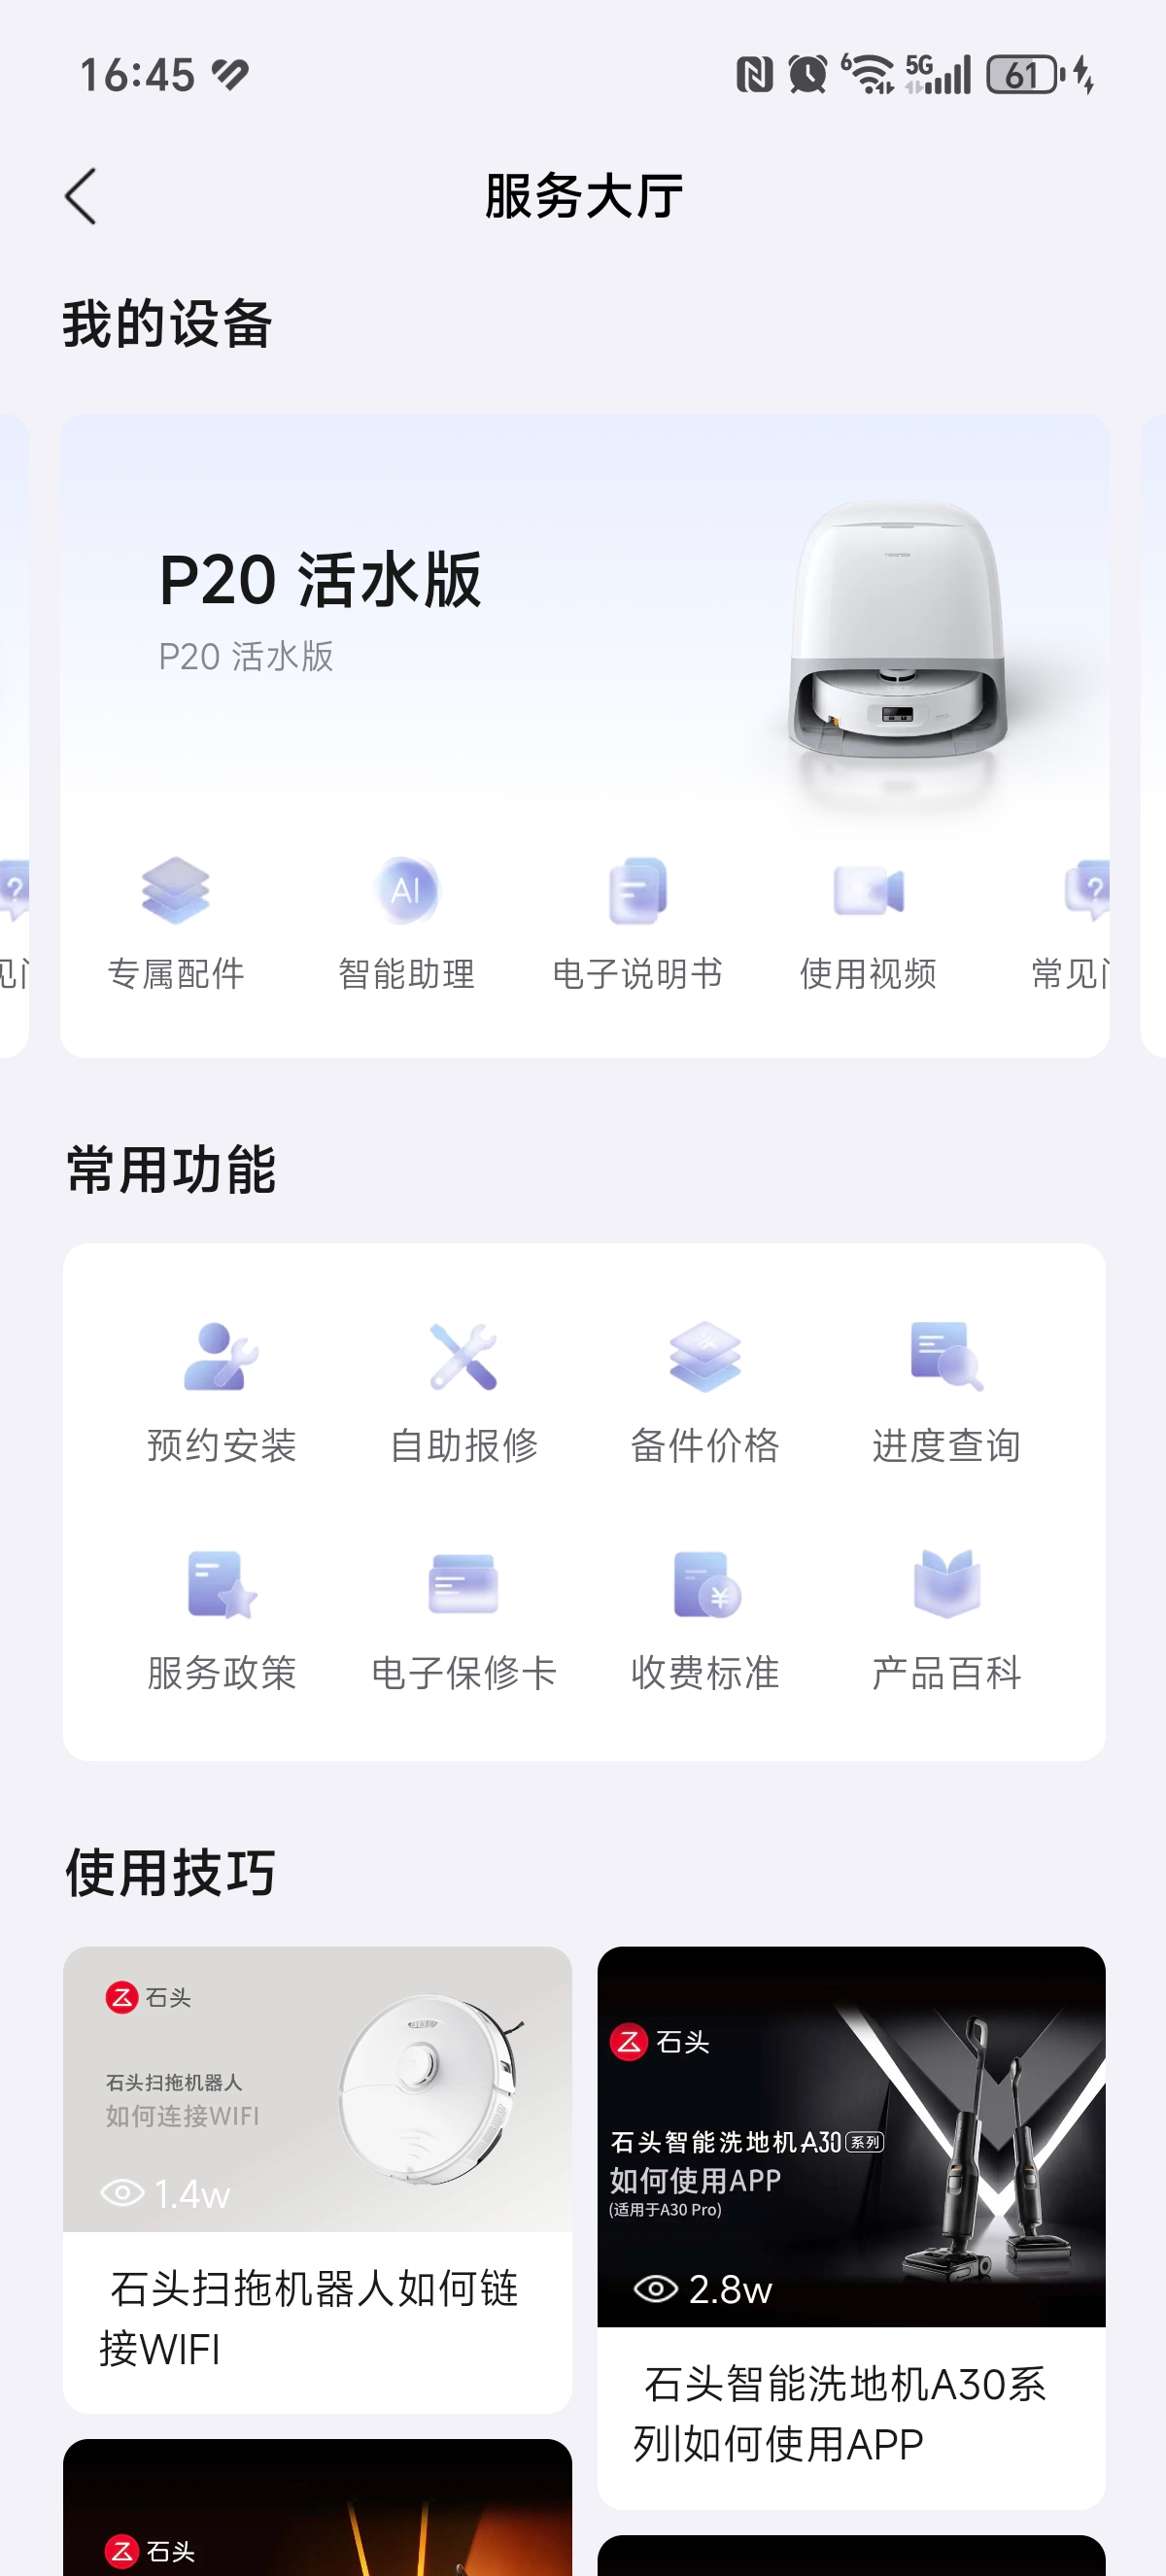 16:45
6
5G
61
服务大厅
我的设备
P20 活水版
P20 活水版
roborock
?
见
专属配件
AI
智能助理
电子说明书
使用视频
?
常见
常用功能
预约安装
自助报修
备件价格
进度查询
服务政策
电子保修卡
¥
收费标准
产品百科
使用技巧
石头
石头扫拖机器人
如何连接WIFI
1.4w
石头扫拖机器人如何链
接WIFI
石头
石头智能洗地机A30系列
如何使用APP
(适用于A30 Pro)
2.8w
石头智能洗地机A30系
列|如何使用APP
石头